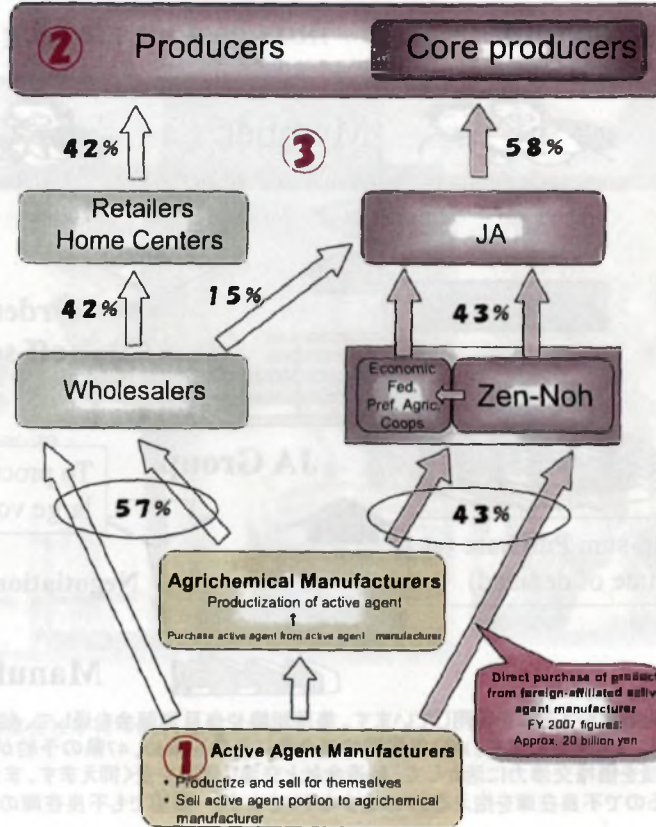 2 Producers Core producers
42% 3 58%
Retailers
Home Centers
JA
42% 15% 43%
Wholesalers
Economic
Fed.
Pref. Agric.
Coops
Zen-Noh
57% 43%
Agrichemical Manufacturers
Productization of active agent
Purchase active agent from active agent manufacturer
Direct purchase of product
from foreign-affiliated active
agent manufacturer
FY 2007 figures:
Approx. 20 billion yen
1 Active Agent Manufacturers
• Productize and sell for themselves
• Sell active agent portion to agrichemical
manufacturer
JA Group
Negotiation